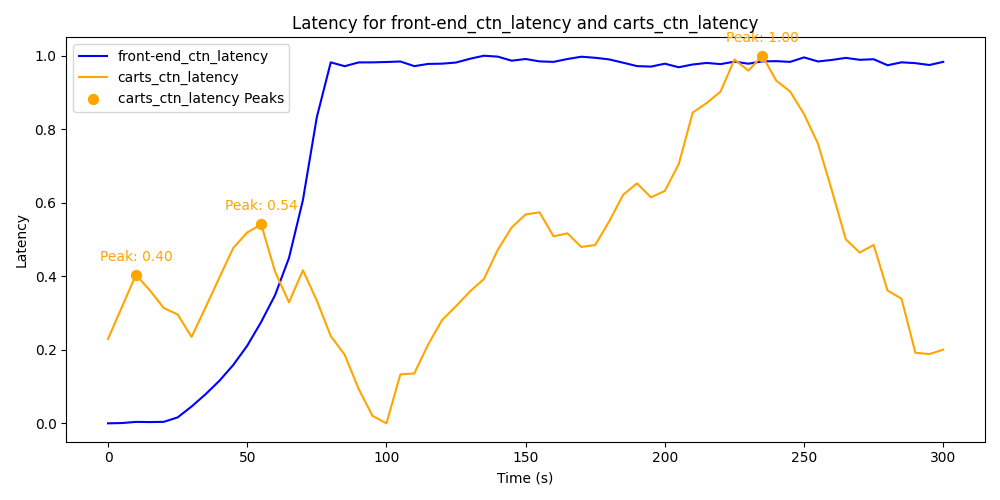 Latency for front-end_ctn_latency and carts_ctn_latency
Peak: 1.00
front-end_ctn_latency
carts_ctn_latency
carts_ctn_latency Peaks
Peak: 0.54
Peak: 0.40
1.0
0.8
0.6
0.4
0.2
0.0
Latency
0 50 100 150 200 250 300
Time (s)